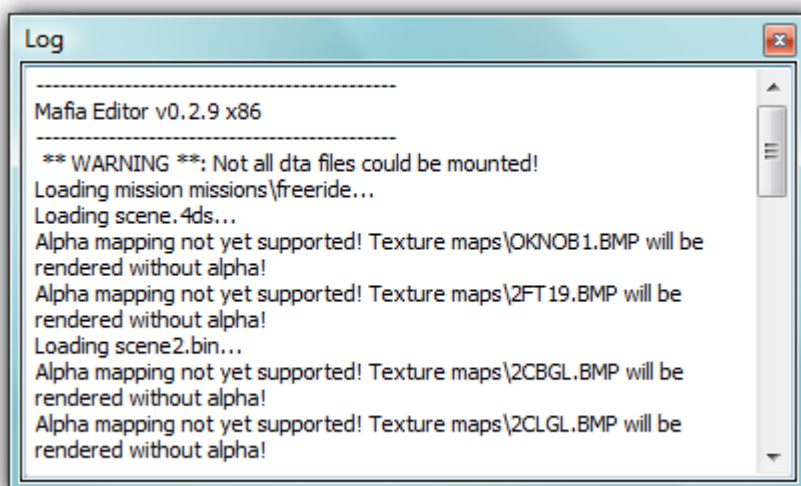 Log
---------------------------------------------
Mafia Editor v0.2.9 x86
---------------------------------------------
** WARNING **: Not all dta files could be mounted!
Loading mission missions\freeride...
Loading scene.4ds...
Alpha mapping not yet supported! Texture maps\OKNOB1.BMP will be
rendered without alpha!
Alpha mapping not yet supported! Texture maps\2FT19.BMP will be
rendered without alpha!
Loading scene2.bin...
Alpha mapping not yet supported! Texture maps\2CBGL.BMP will be
rendered without alpha!
Alpha mapping not yet supported! Texture maps\2CLGL.BMP will be
rendered without alpha!